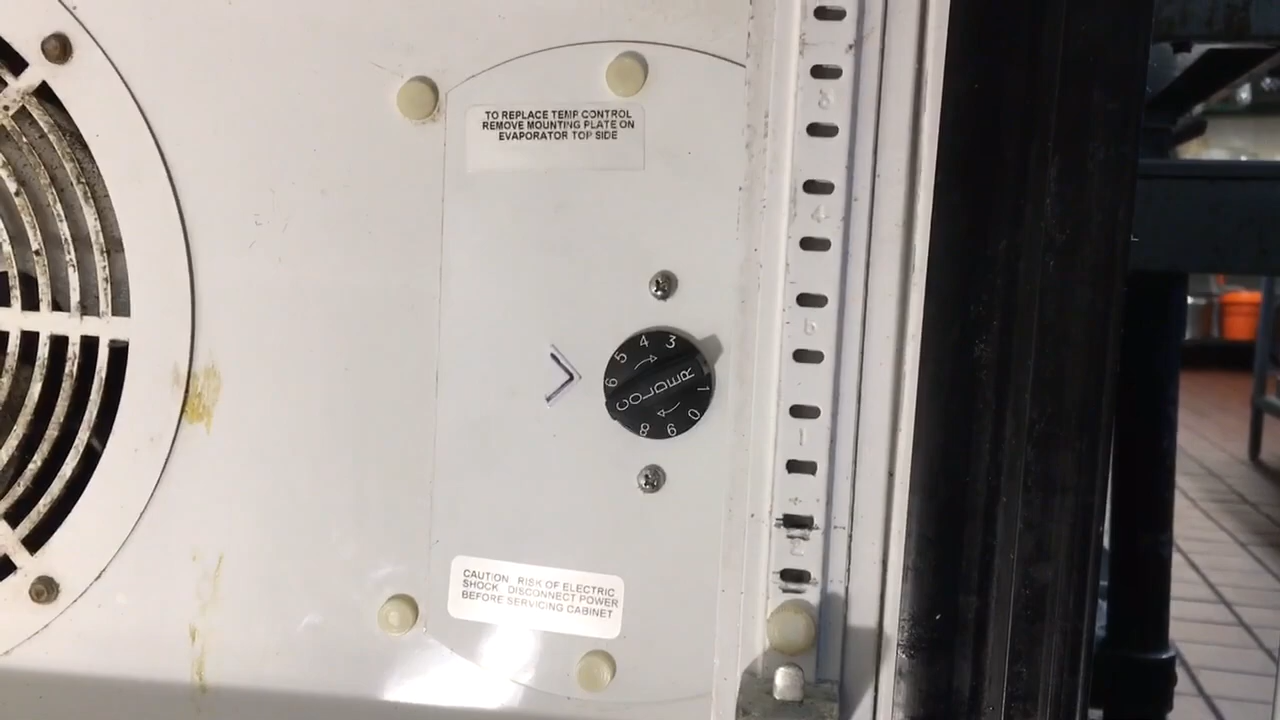 TO REPLACE TEMP CONTROL
REMOVE MOUNTING PLATE ON
EVAPORATOR TOP SIDE
3
4
5
6
COLDER
1
0
9
8
CAUTION RISK OF ELECTRIC
SHOCK DISCONNECT POWER
BEFORE SERVICING CABINET